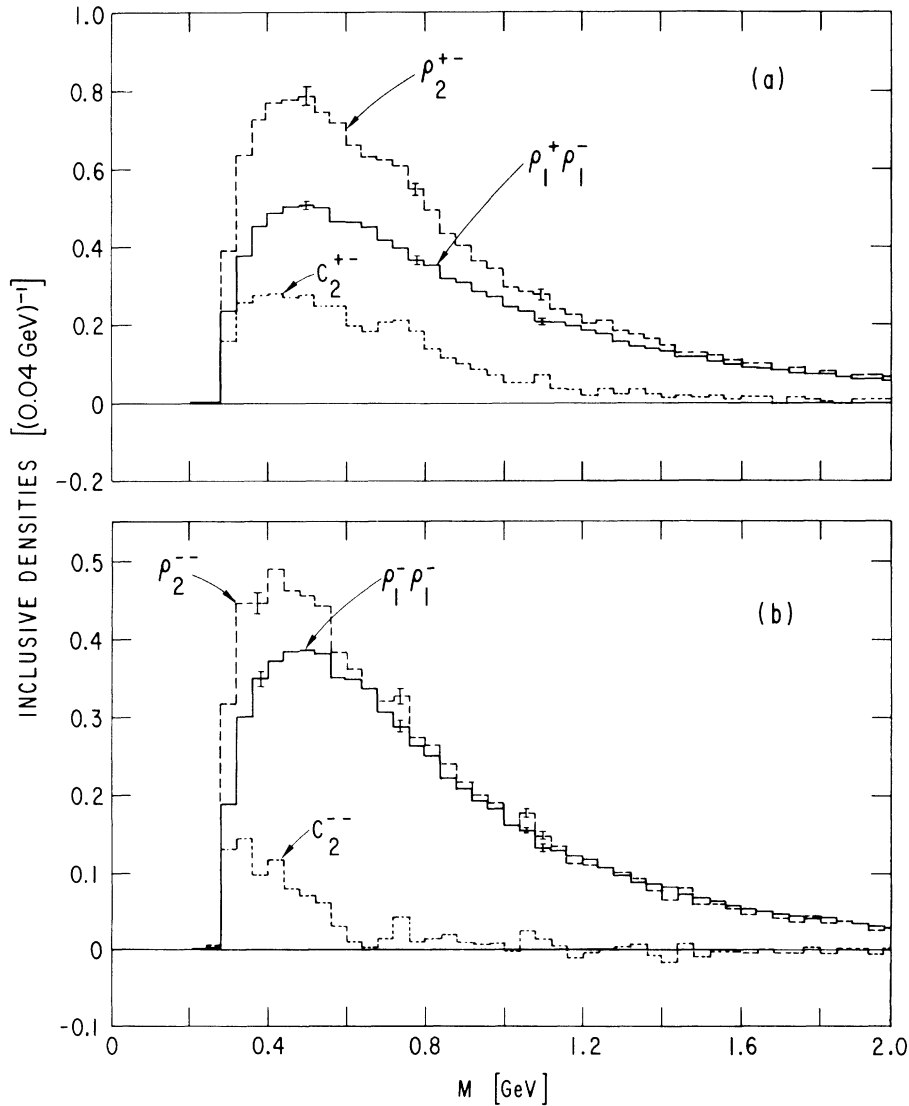 1.0
0.8
0.6
0.4
0.2
0
-0.2
(a)
ρ₂⁺⁻
ρ₁⁺ρ₁⁻
C₂⁺⁻
INCLUSIVE DENSITIES [(0.04 GeV)⁻¹]
0.5
0.4
0.3
0.2
0.1
0
-0.1
(b)
ρ₂⁻⁻
ρ₁⁻ρ₁⁻
C₂⁻⁻
0 0.4 0.8 1.2 1.6 2.0
M [GeV]